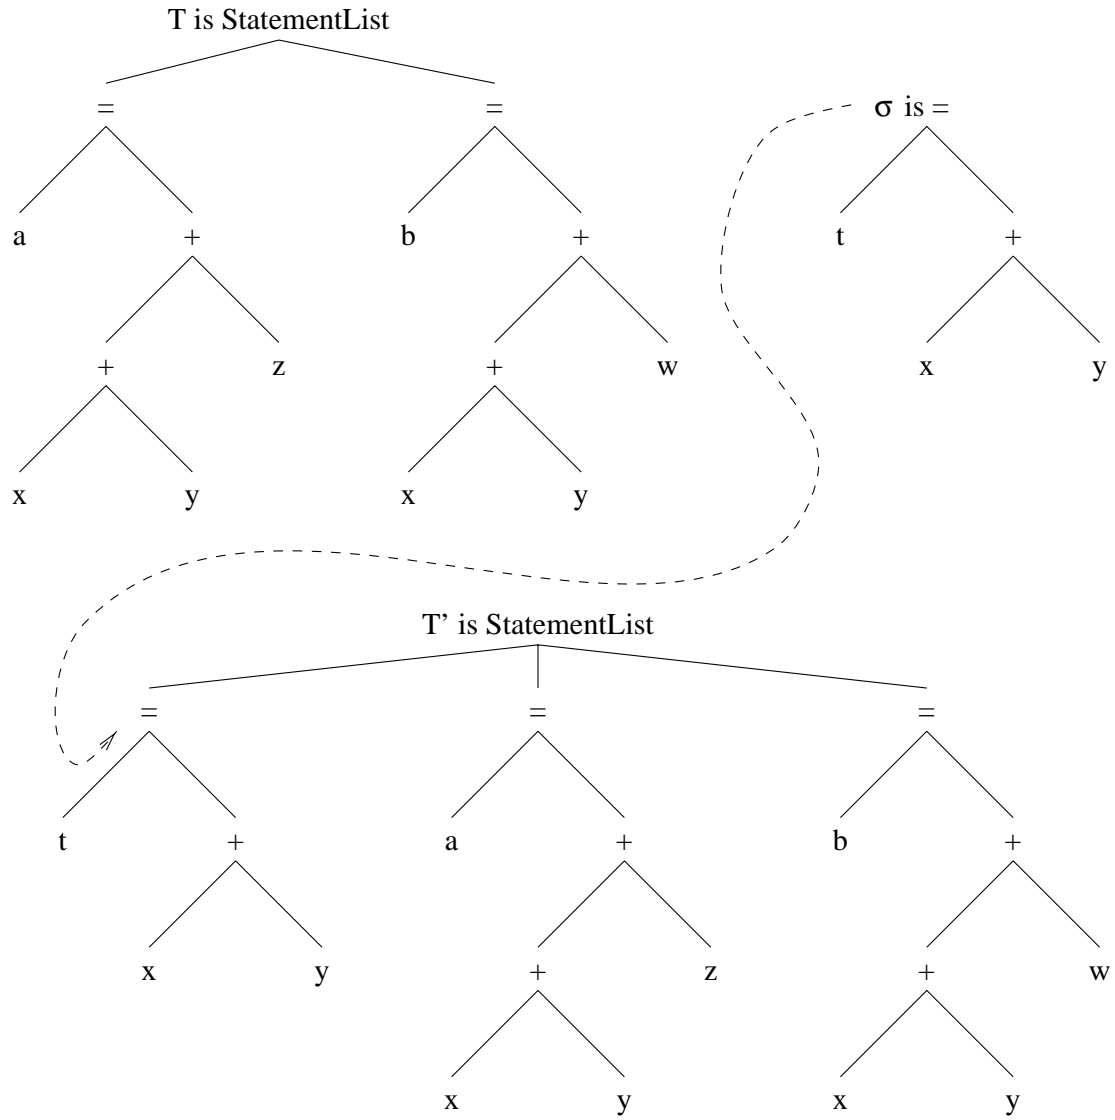 T is StatementList
= = σ is =
a + b + t +
+ z + w x y
x y x y
T’ is StatementList
= = =
t + a + b +
x y + z + w
x y x y